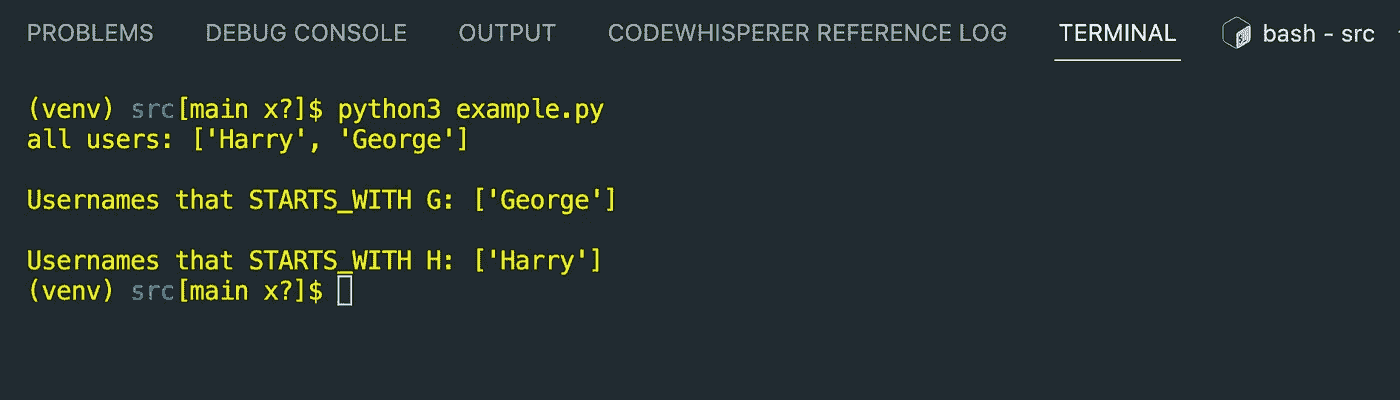 PROBLEMS DEBUG CONSOLE OUTPUT CODEWHISPERER REFERENCE LOG TERMINAL bash - src
(venv) src[main x?]$ python3 example.py
all users: ['Harry', 'George']
Usernames that STARTS_WITH G: ['George']
Usernames that STARTS_WITH H: ['Harry']
(venv) src[main x?]$